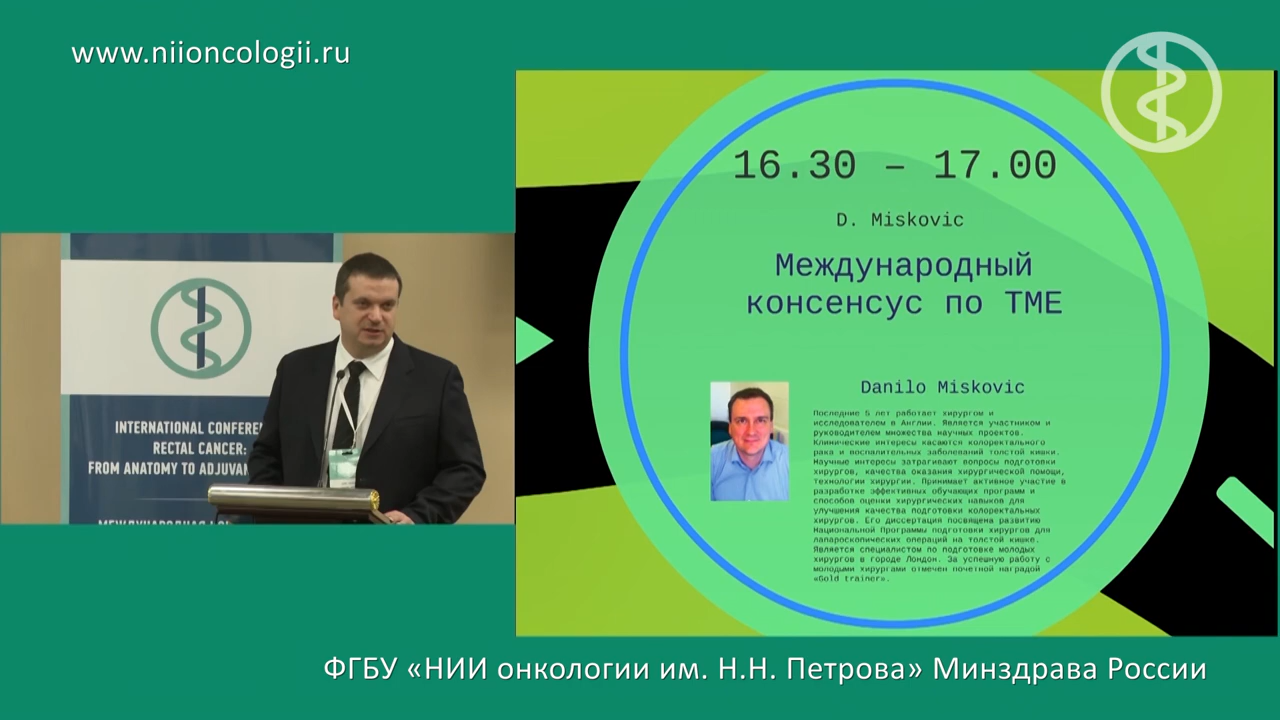 www.niioncologii.ru
16.30 – 17.00
D. Miskovic
Международный
консенсус по ТМЕ
Danilo Miskovic
Последние 5 лет работает хирургом и
исследователем в Англии. Является участником и
руководителем множества научных проектов.
Клинические интересы касаются колоректального
рака и воспалительных заболеваний толстой кишки.
Научные интересы затрагивают вопросы подготовки
хирургов, качества оказания хирургической помощи,
технологии хирургии. Принимает активное участие в
разработке эффективных обучающих программ и
способов оценки хирургических навыков для
улучшения качества подготовки колоректальных
хирургов. Его диссертация посвящена развитию
Национальной Программы подготовки хирургов для
лапароскопических операций на толстой кишке.
Является специалистом по подготовке молодых
хирургов в городе Лондон. За успешную работу с
молодыми хирургами отмечен почетной наградой
«Gold trainer».
INTERNATIONAL CONFEREN
RECTAL CANCER:
FROM ANATOMY TO ADJUVAN
ФГБУ «НИИ онкологии им. Н.Н. Петрова» Минздрава России